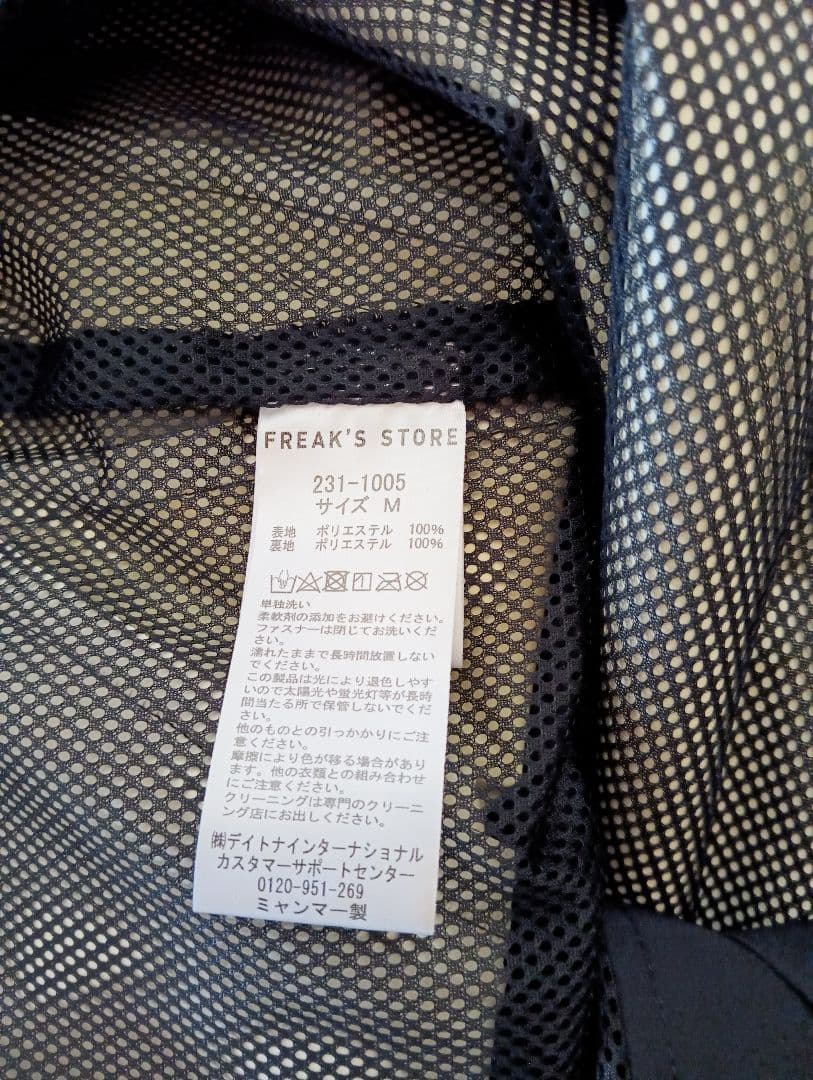 FREAK'S STORE
231-1005
サイズ M
表地 ポリエステル 100%
裏地 ポリエステル 100%
単独洗い
柔軟剤の添加をお避けください。
ファスナーは閉じてお洗いくだ
さい。
濡れたままで長時間放置しない
でください。
この製品は光により退色しやす
いので太陽光や蛍光灯等が長時
間当たる所で保管しないでくだ
さい。
他のものとの引っかかりにご注
意ください。
摩擦により色が移る場合があり
ます。他の衣類との組み合わせ
にご注意ください。
クリーニングは専門のクリーニ
ング店にお出しください。
㈱デイトナインターナショナル
カスタマーサポートセンター
0120-951-269
ミャンマー製